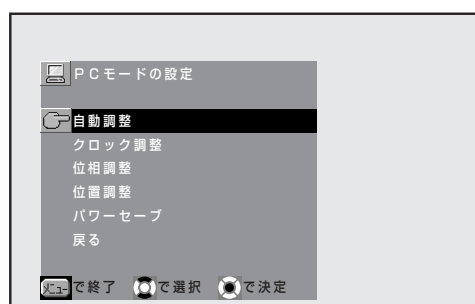 PCモードの設定
自動調整
クロック調整
位相調整
位置調整
パワーセーブ
戻る
メニューで終了 で選択 で決定